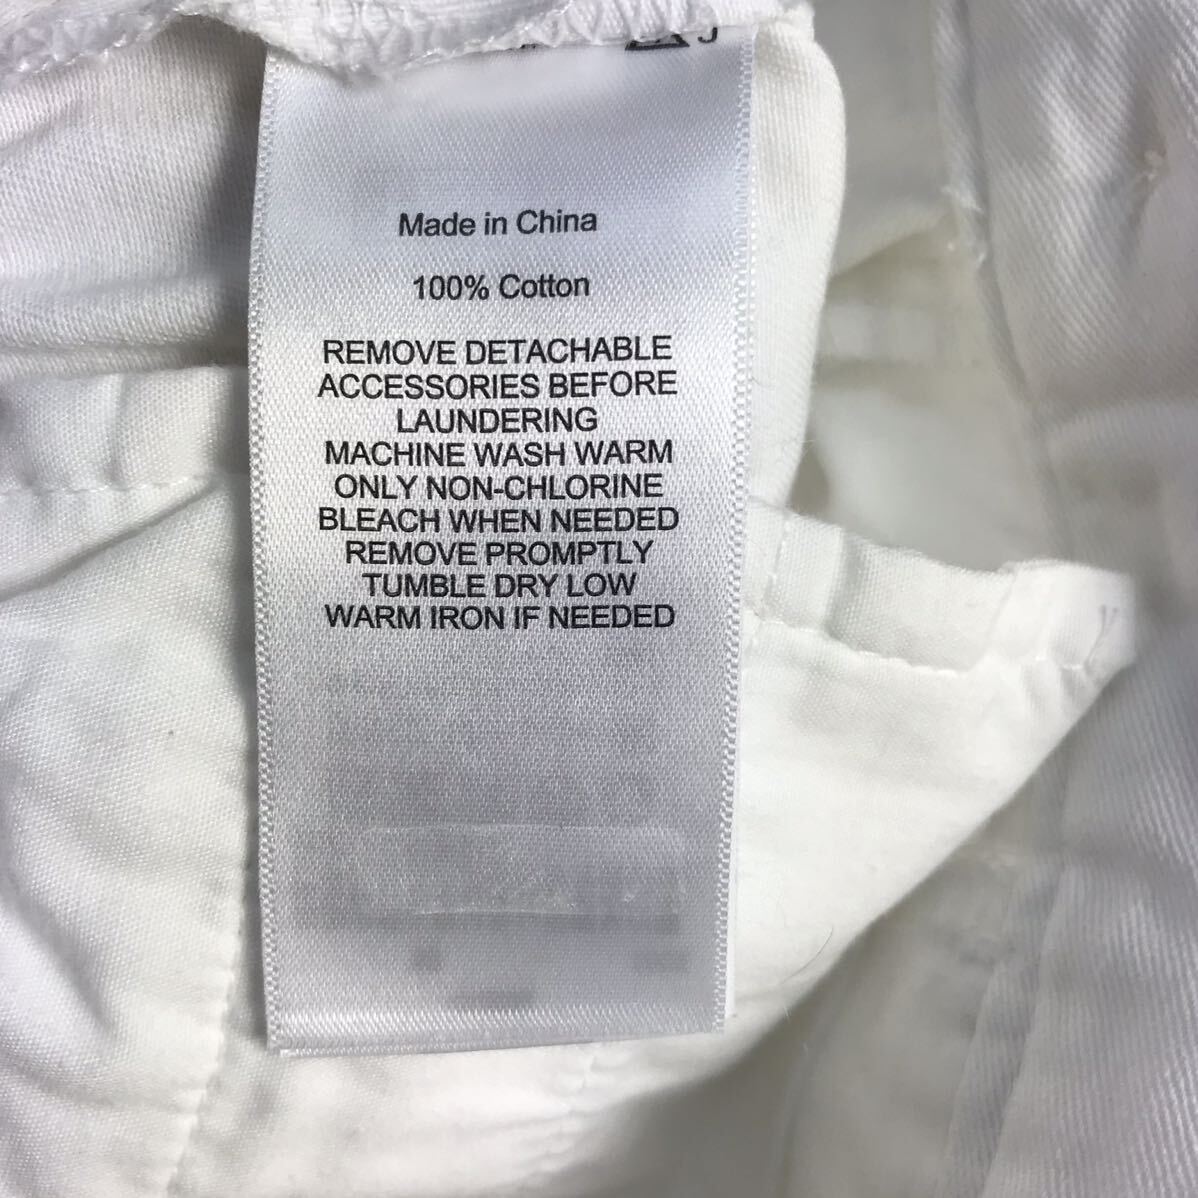 Made in China
100% Cotton
REMOVE DETACHABLE
ACCESSORIES BEFORE
LAUNDERING
MACHINE WASH WARM
ONLY NON-CHLORINE
BLEACH WHEN NEEDED
REMOVE PROMPTLY
TUMBLE DRY LOW
WARM IRON IF NEEDED